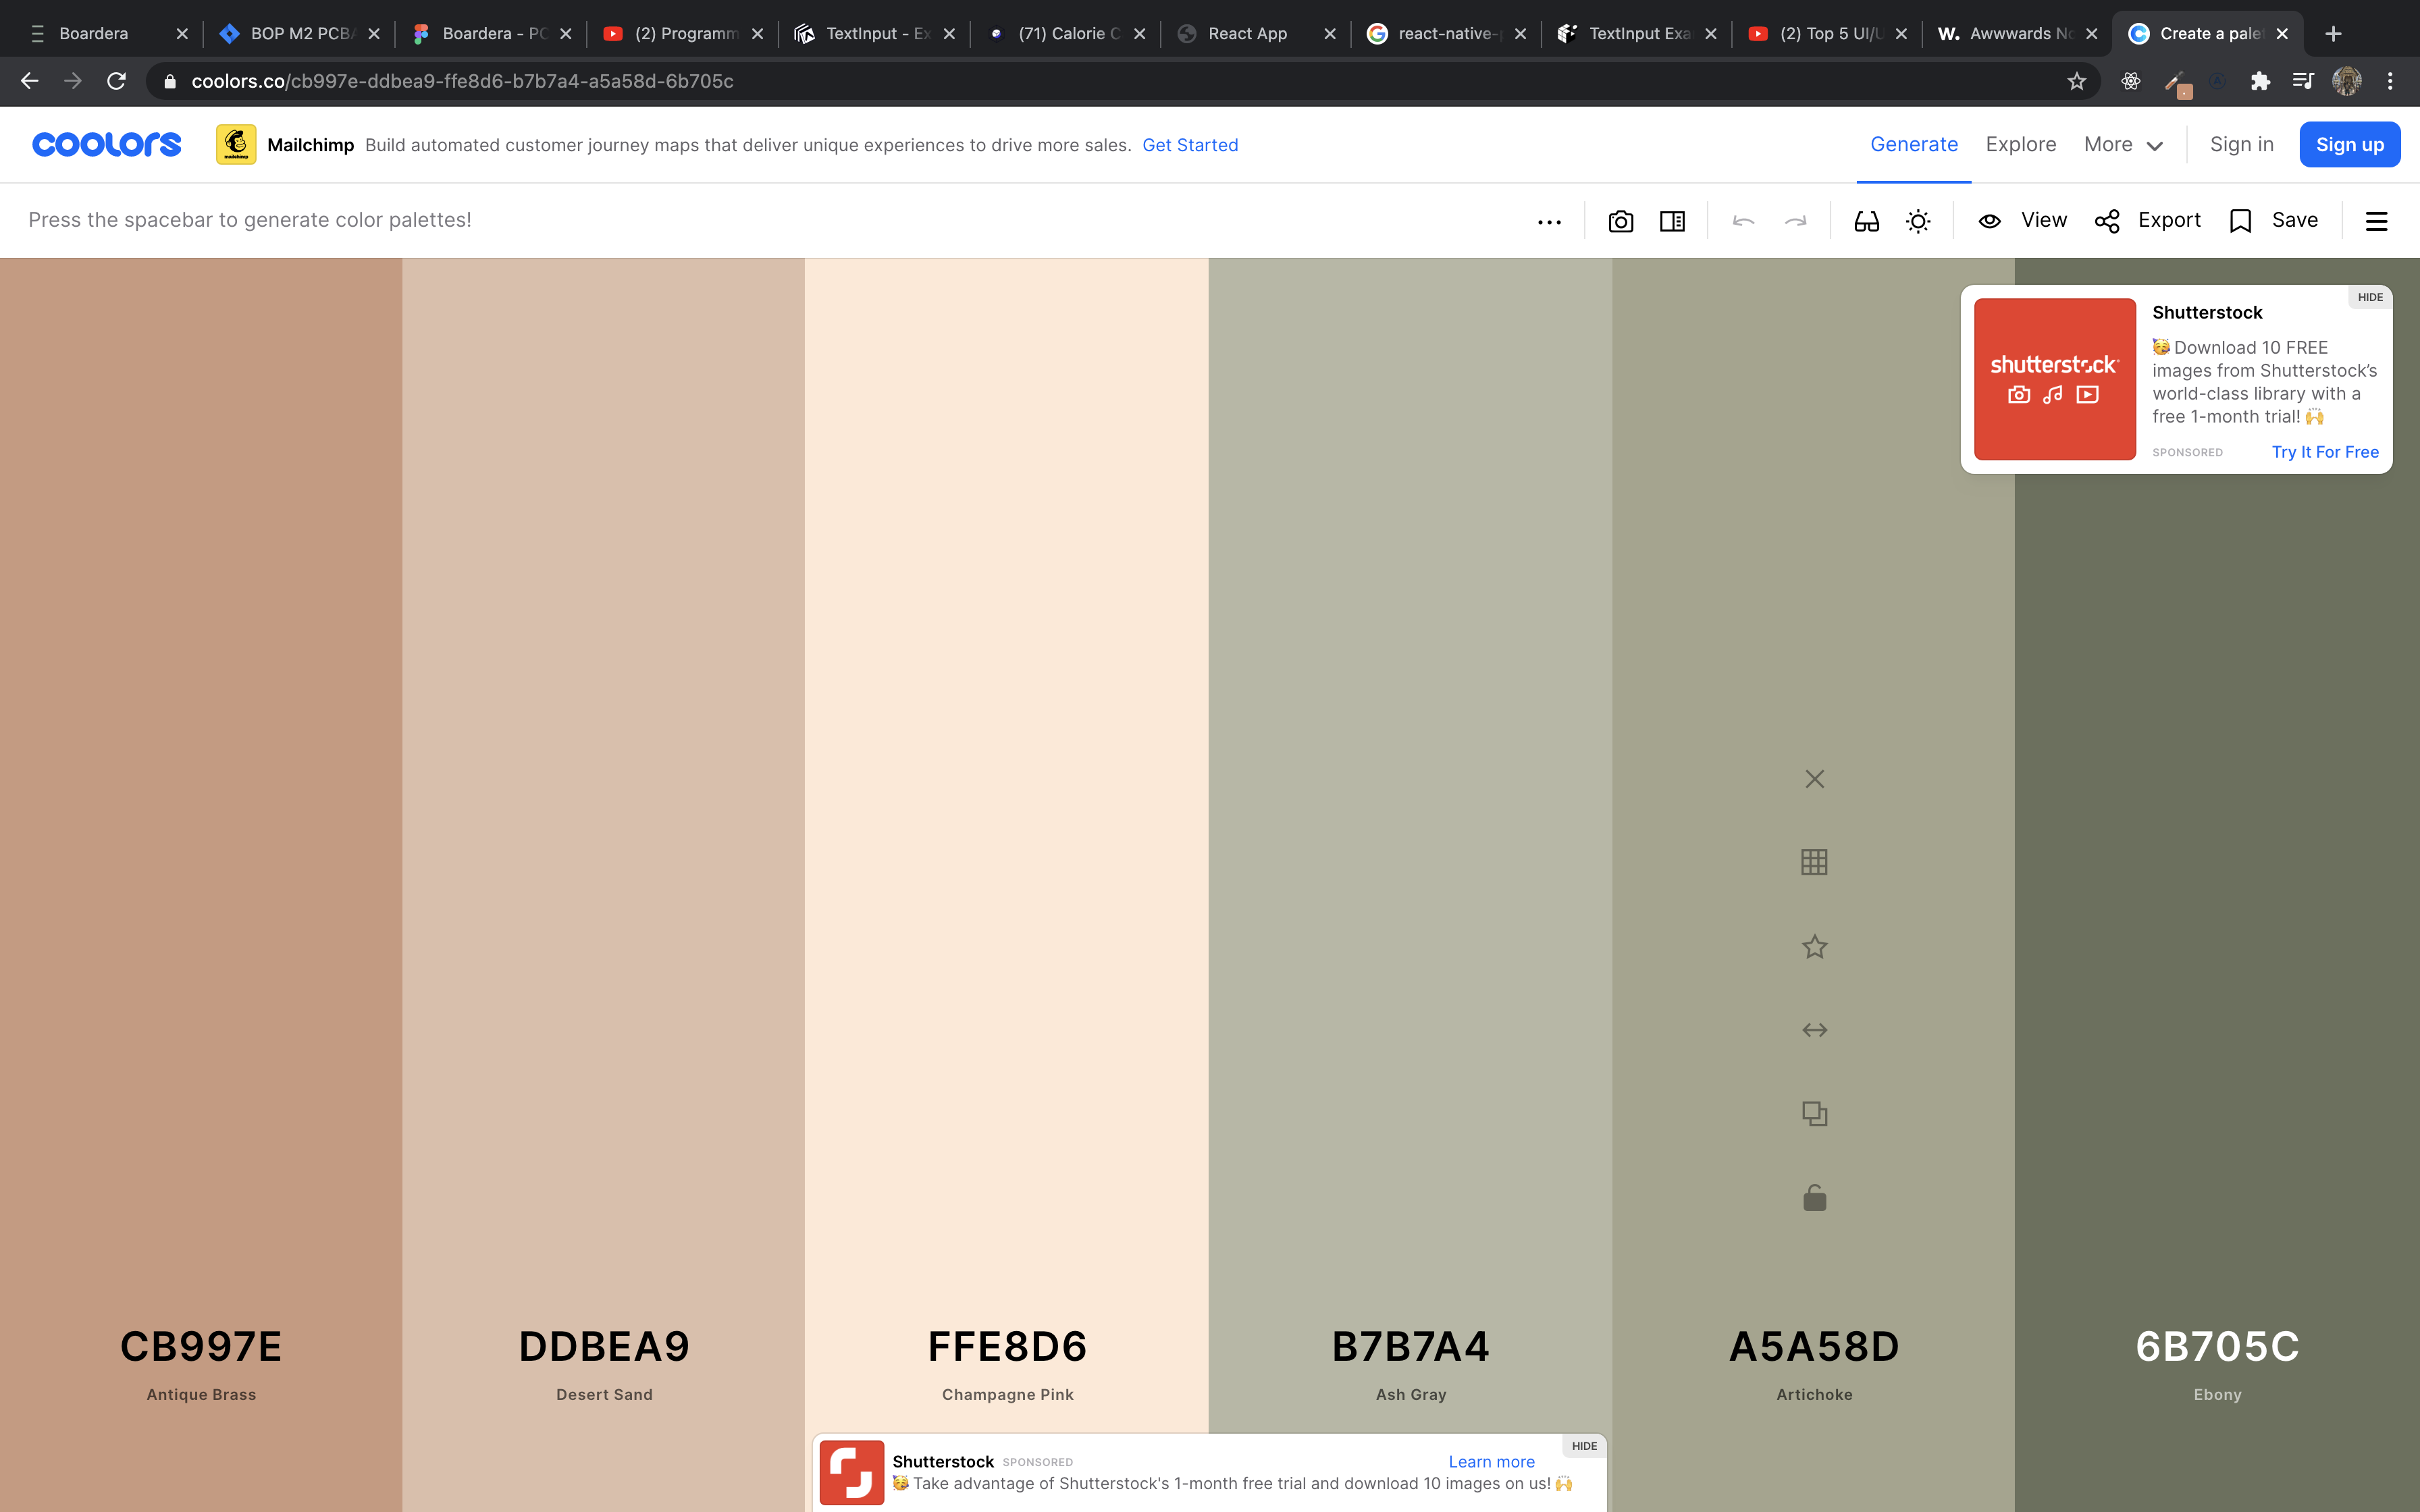 Boardera
BOP M2 PCBA
Boardera - PC
(2) Programm
TextInput - Ex
(71) Calorie C
React App
react-native-
TextInput Exa
(2) Top 5 UI/U
W. Awwwards No
Create a palet
coolors.co/cb997e-ddbea9-ffe8d6-b7b7a4-a5a58d-6b705c
coolors
mailchimp
Mailchimp Build automated customer journey maps that deliver unique experiences to drive more sales. Get Started
Generate
Explore
More
Sign in
Sign up
Press the spacebar to generate color palettes!
View
Export
Save
HIDE
shutterstock
Shutterstock
🥳 Download 10 FREE
images from Shutterstock’s
world-class library with a
free 1-month trial! 🙌
SPONSORED
Try It For Free
CB997E
Antique Brass
DDBEA9
Desert Sand
FFE8D6
Champagne Pink
B7B7A4
Ash Gray
A5A58D
Artichoke
6B705C
Ebony
HIDE
Shutterstock SPONSORED
Learn more
🥳 Take advantage of Shutterstock's 1-month free trial and download 10 images on us! 🙌